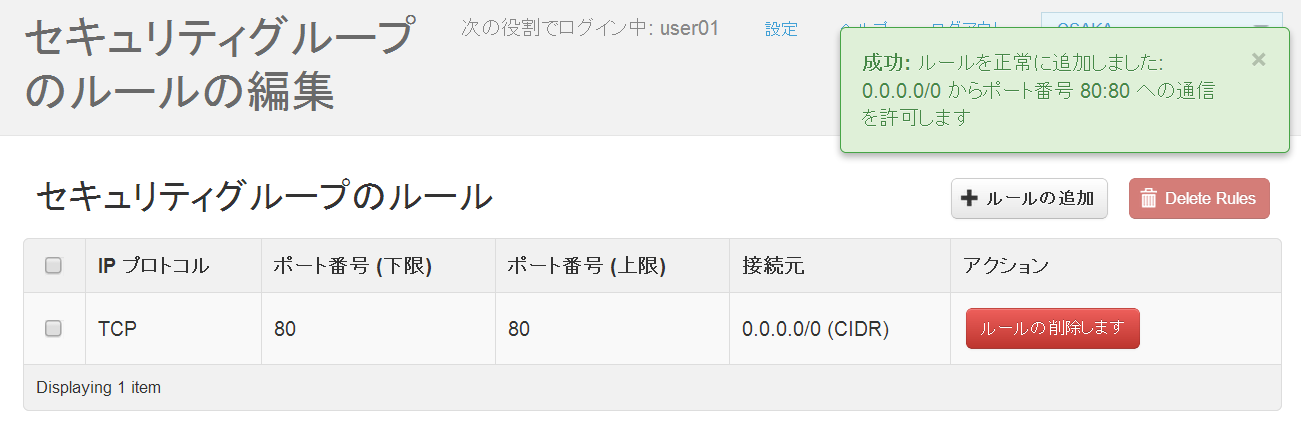 セキュリティグループ
のルールの編集
次の役割でログイン中: user01
設定
成功: ルールを正常に追加しました:
0.0.0.0/0 からポート番号 80:80 への通信
を許可します
×
セキュリティグループのルール
ルールの追加
Delete Rules
IP プロトコル
ポート番号 (下限)
ポート番号 (上限)
接続元
アクション
TCP
80
80
0.0.0.0/0 (CIDR)
ルールの削除します
Displaying 1 item